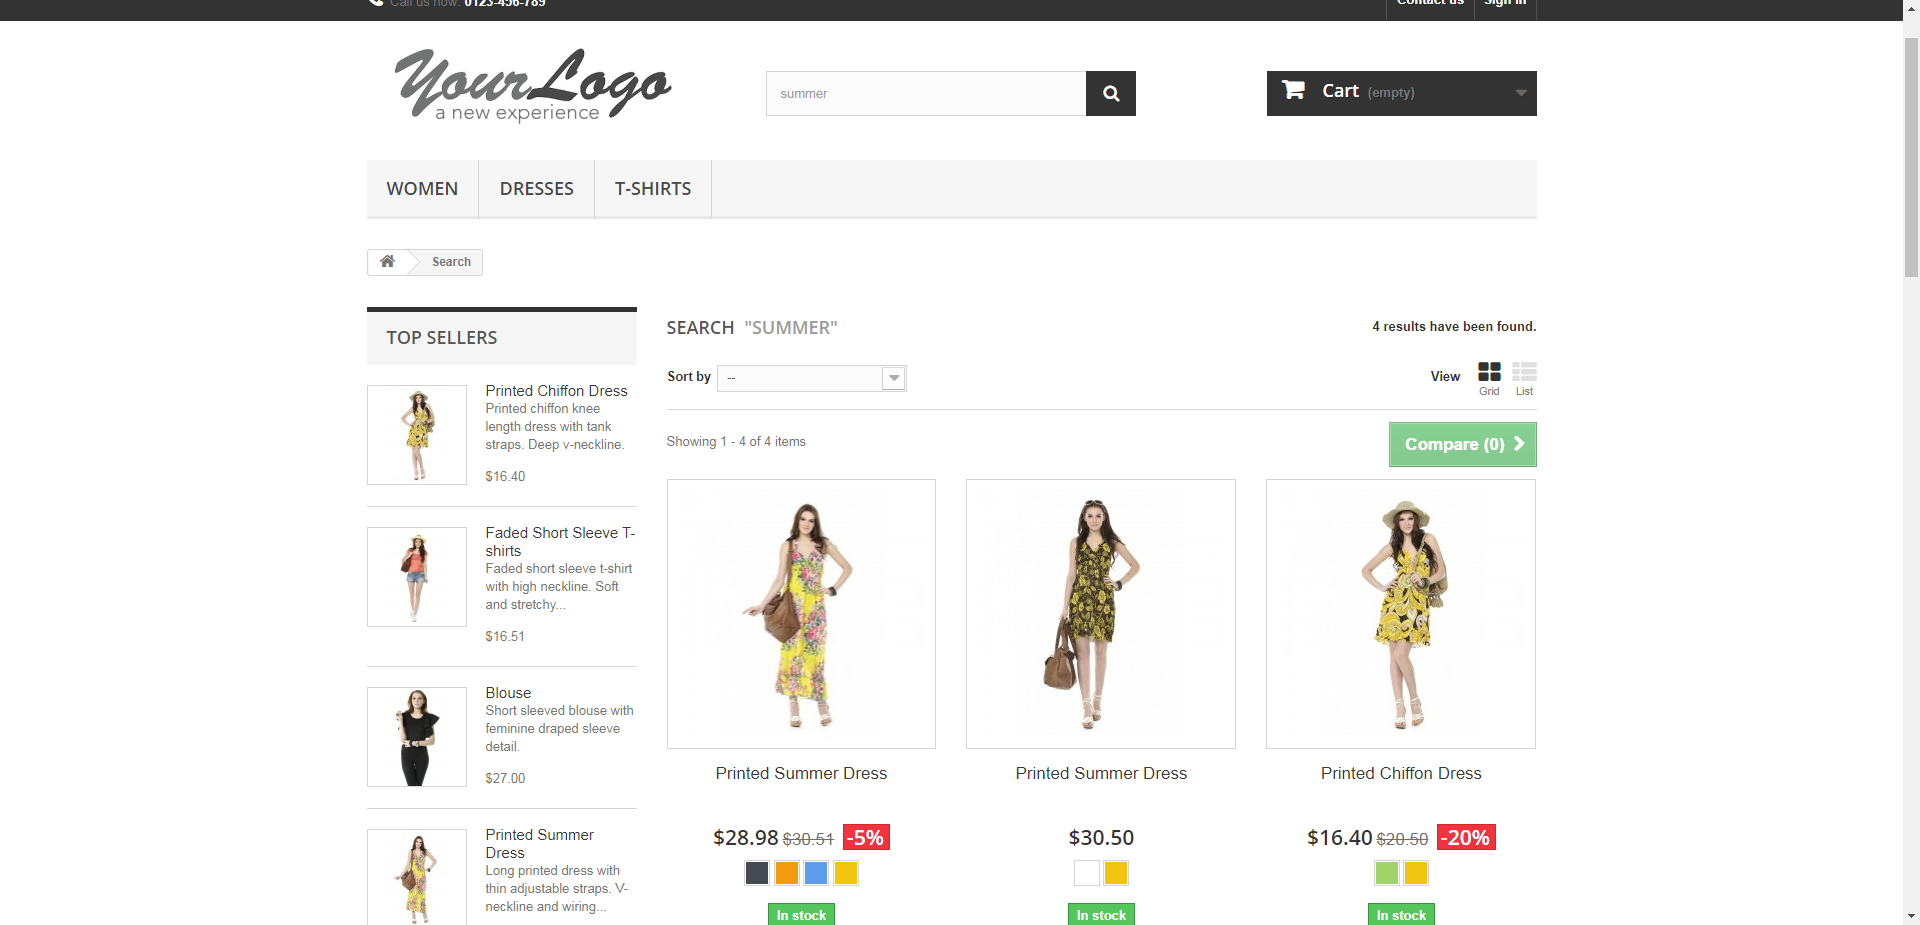 Call us now: 0123-456-789
Contact us
Sign in
YourLogo
a new experience
summer
Cart (empty)
WOMEN
DRESSES
T-SHIRTS
Search
TOP SELLERS
Printed Chiffon Dress
Printed chiffon knee
length dress with tank
straps. Deep v-neckline.
$16.40
Faded Short Sleeve T-
shirts
Faded short sleeve t-shirt
with high neckline. Soft
and stretchy...
$16.51
Blouse
Short sleeved blouse with
feminine draped sleeve
detail.
$27.00
Printed Summer
Dress
Long printed dress with
thin adjustable straps. V-
neckline and wiring...
SEARCH "SUMMER"
4 results have been found.
Sort by --
View
Grid
List
Showing 1 - 4 of 4 items
Compare (0)
Printed Summer Dress
$28.98 $30.51 -5%
In stock
Printed Summer Dress
$30.50
In stock
Printed Chiffon Dress
$16.40 $20.50 -20%
In stock